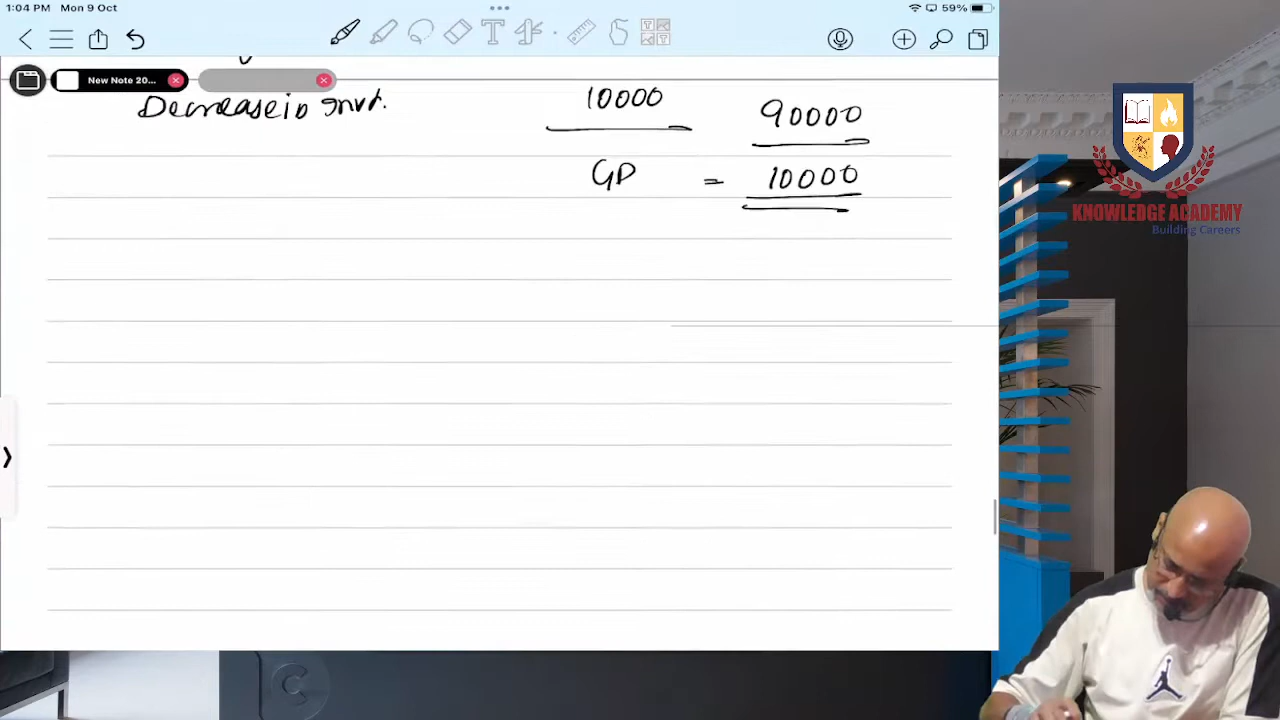 1:04 PM Mon 9 Oct 59%
New Note 20...
Decrease in Invt. 10000 90000
GP = 10000
KNOWLEDGE ACADEMY
Building Careers